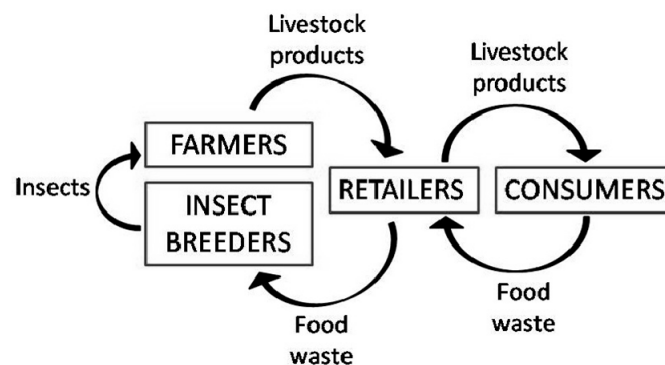 Livestock
products
Livestock
products
FARMERS
Insects
INSECT
BREEDERS
RETAILERS
CONSUMERS
Food
waste
Food
waste